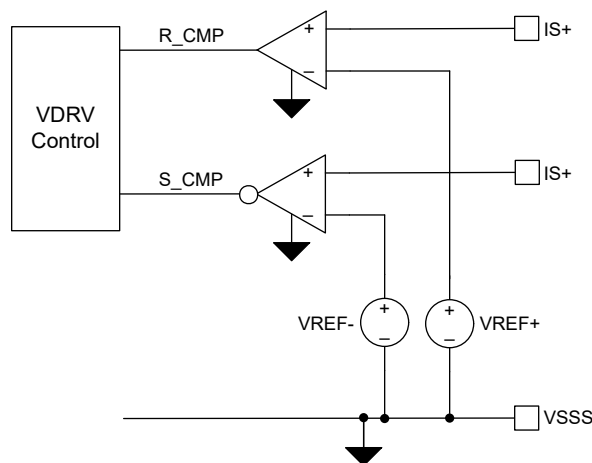 R_CMP
+
–
IS+
VDRV
Control
S_CMP
+
–
IS+
VREF-
+
–
+
–
VREF+
VSSS